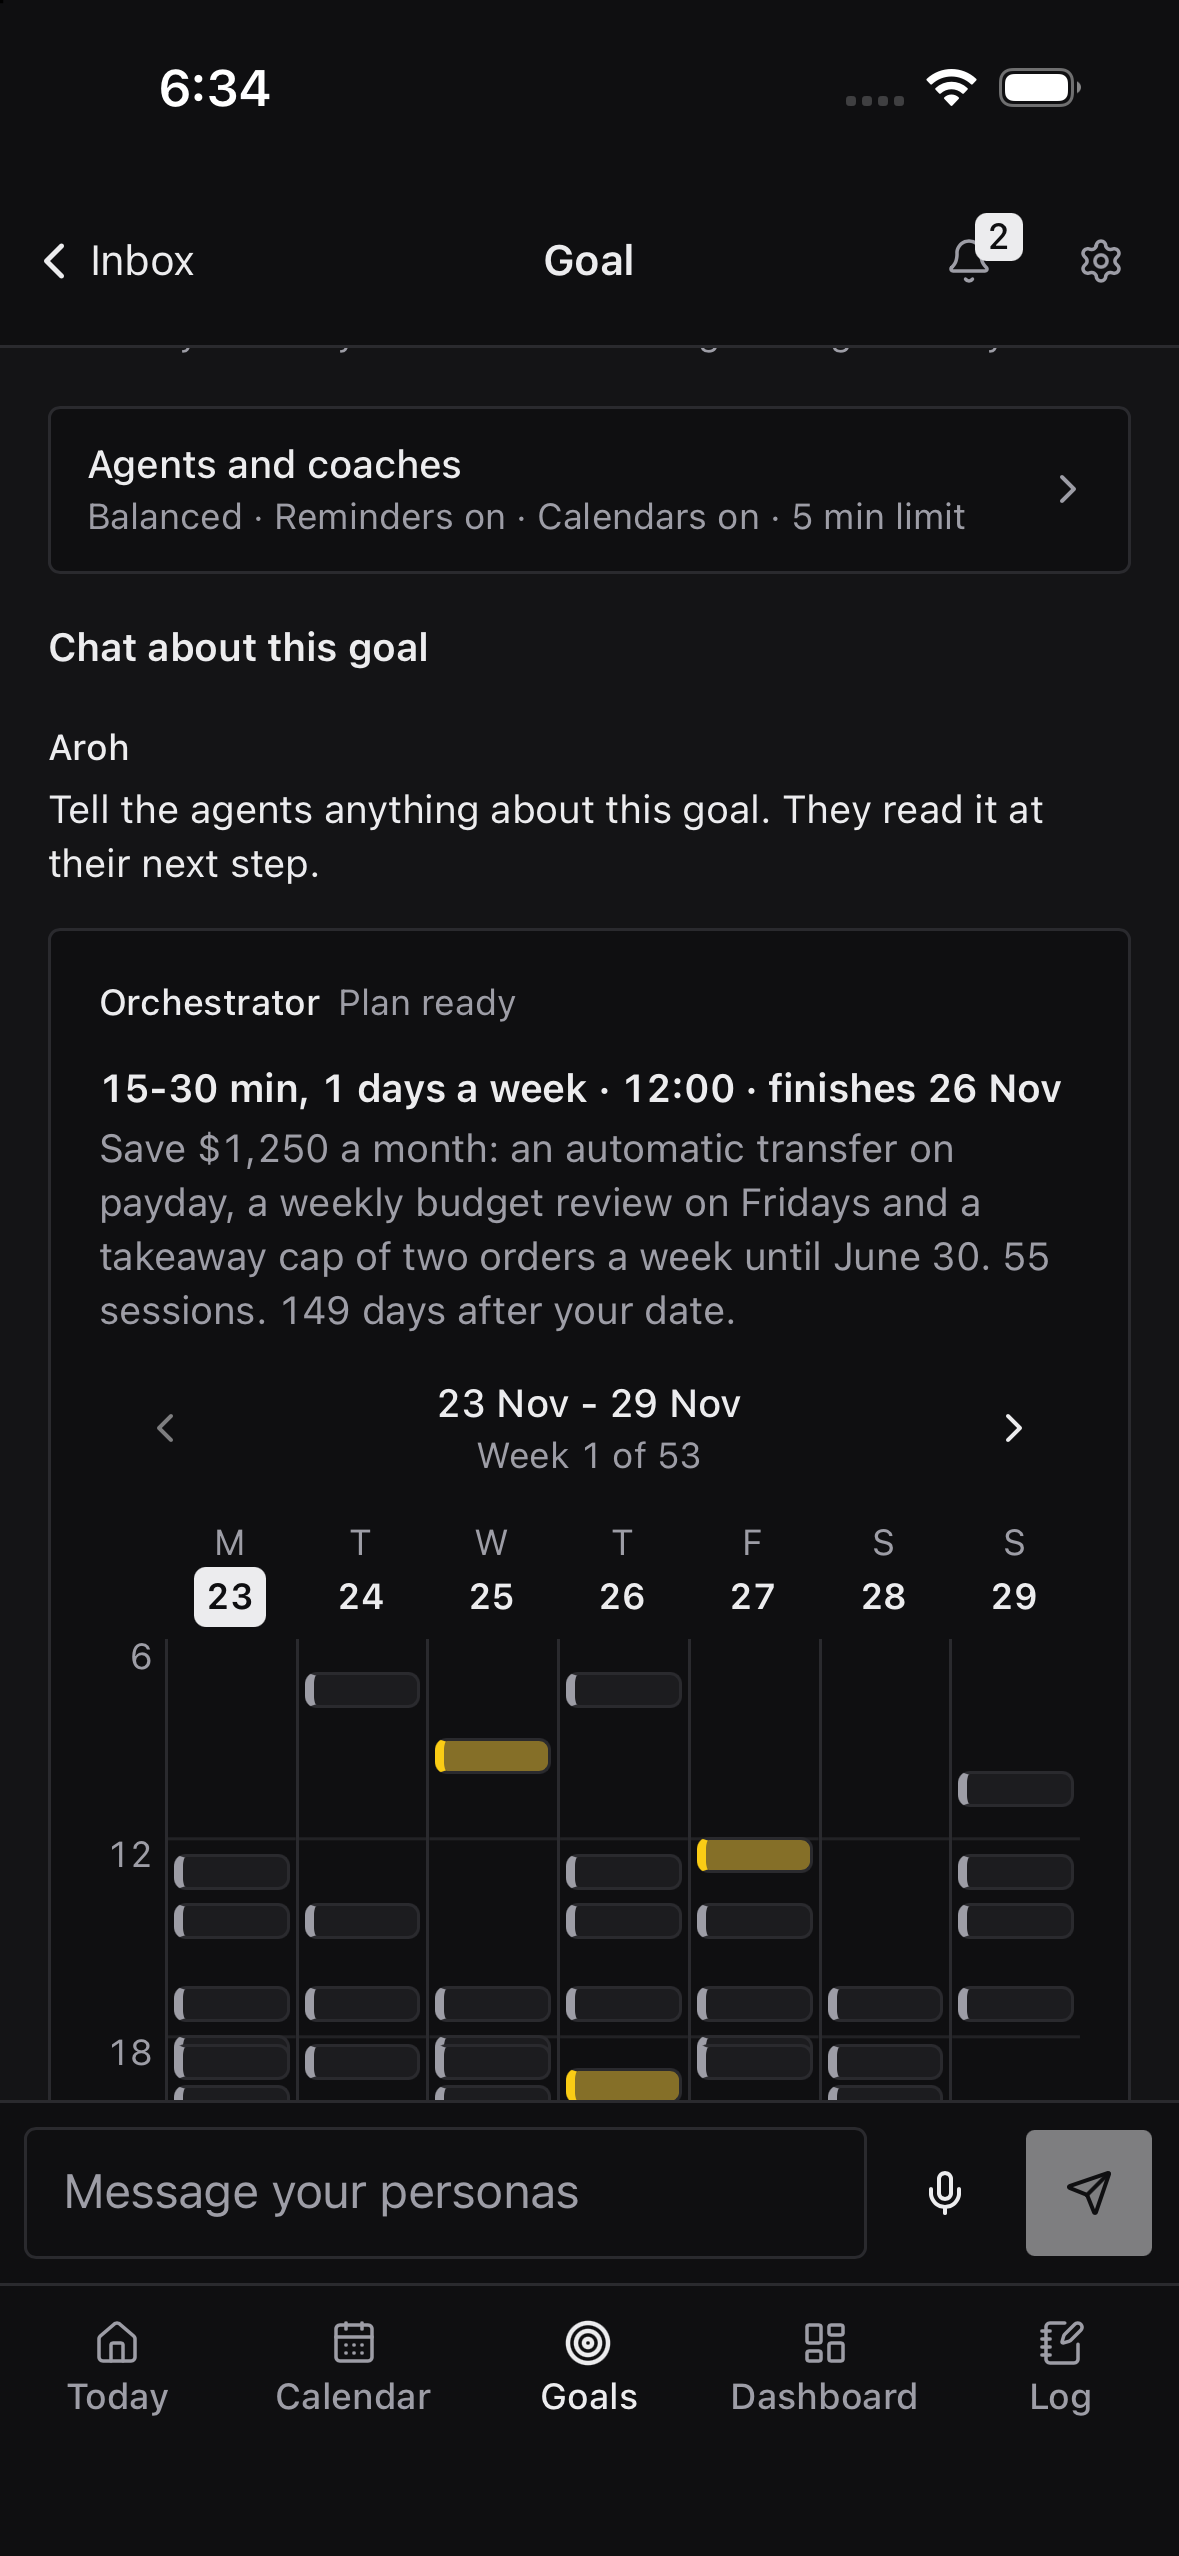 6:34
Inbox
Goal
2
Agents and coaches
Balanced · Reminders on · Calendars on · 5 min limit
Chat about this goal
Aroh
Tell the agents anything about this goal. They read it at
their next step.
Orchestrator Plan ready
15-30 min, 1 days a week · 12:00 · finishes 26 Nov
Save $1,250 a month: an automatic transfer on
payday, a weekly budget review on Fridays and a
takeaway cap of two orders a week until June 30. 55
sessions. 149 days after your date.
23 Nov - 29 Nov
Week 1 of 53
M T W T F S S
23 24 25 26 27 28 29
6
12
18
Message your personas
Today Calendar Goals Dashboard Log